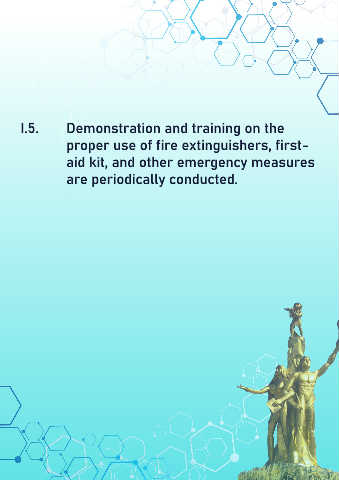 I.5. Demonstration and training on the
proper use of fire extinguishers, first-
aid kit, and other emergency measures
are periodically conducted.